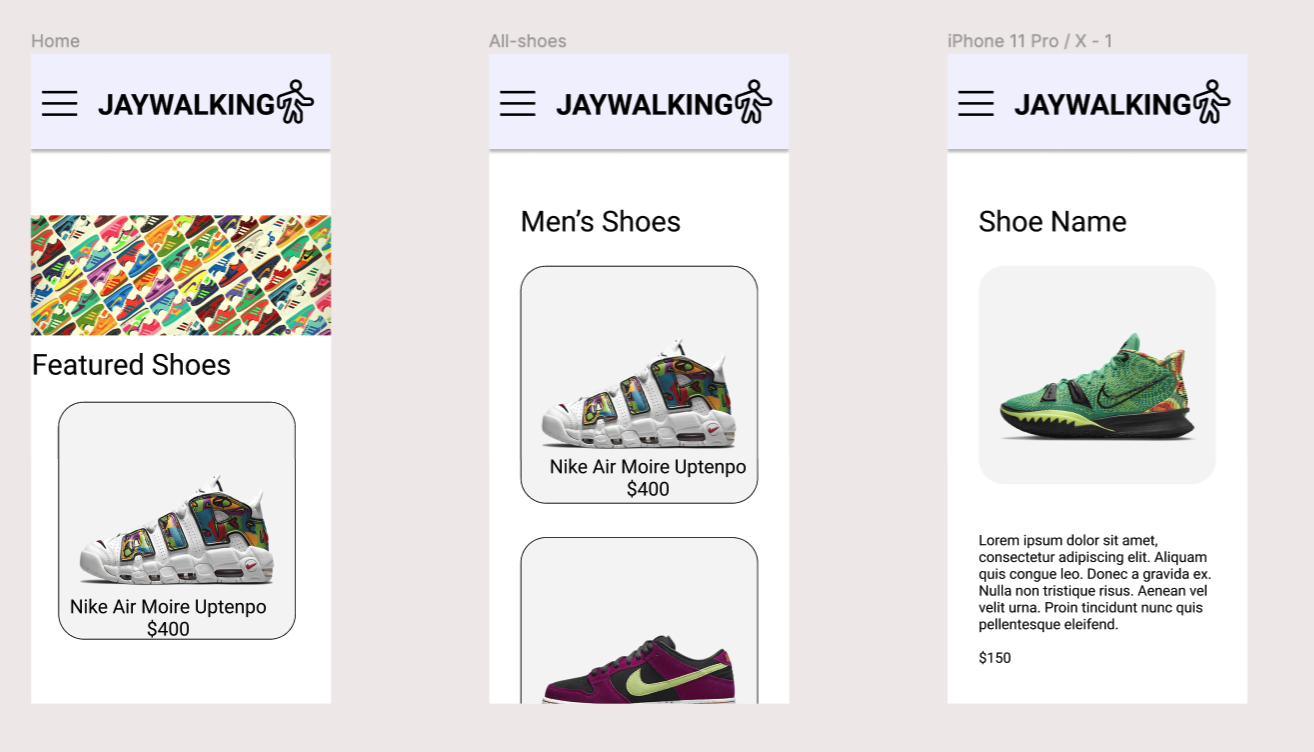 Home
JAYWALKING
Featured Shoes
Nike Air Moire Uptenpo
$400
All-shoes
JAYWALKING
Men’s Shoes
Nike Air Moire Uptenpo
$400
iPhone 11 Pro / X - 1
JAYWALKING
Shoe Name
Lorem ipsum dolor sit amet,
consectetur adipiscing elit. Aliquam
quis congue leo. Donec a gravida ex.
Nulla non tristique risus. Aenean vel
velit urna. Proin tincidunt nunc quis
pellentesque eleifend.
$150